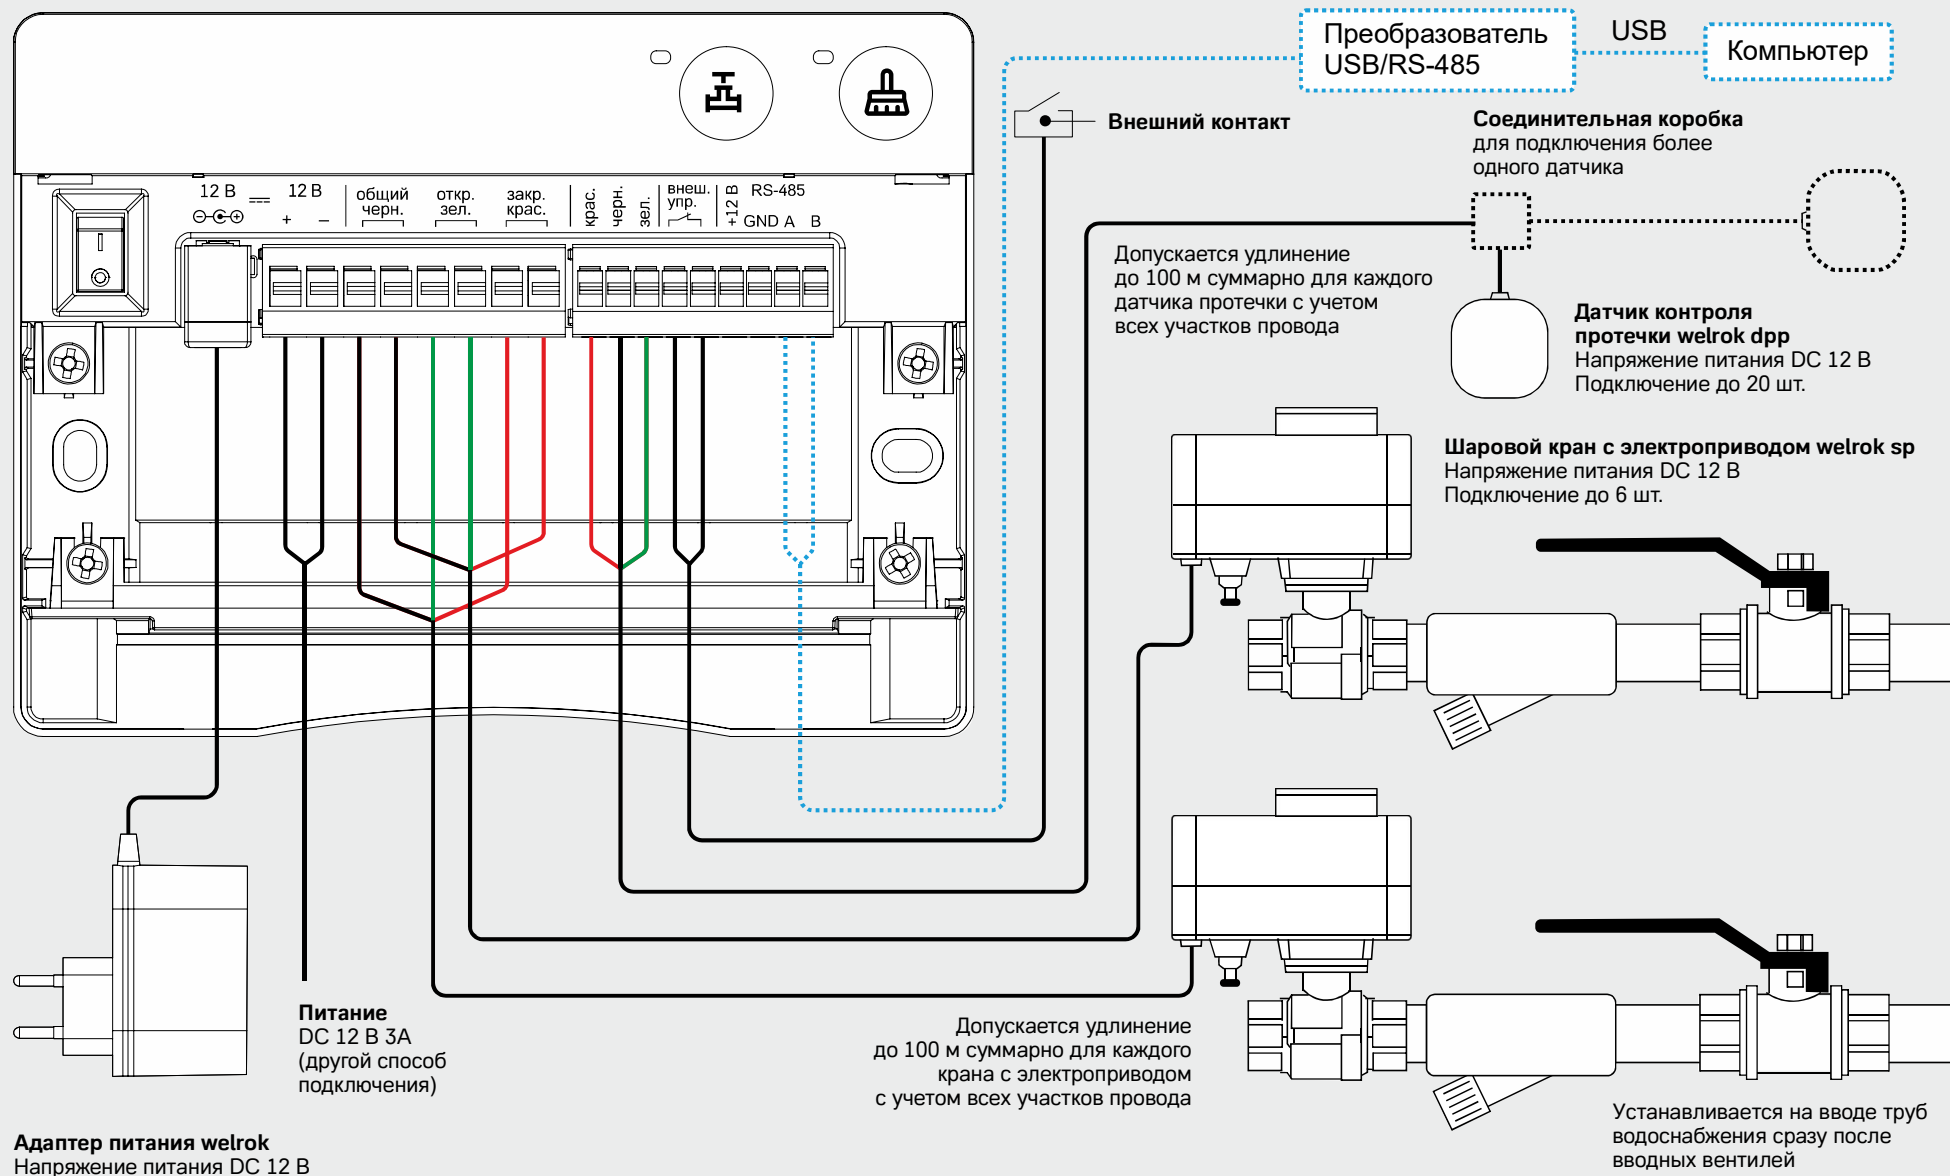 Преобразователь
USB/RS-485
USB
Компьютер
Внешний контакт
Соединительная коробка
для подключения более
одного датчика
12 В
12 В
+
–
общий
черн.
откр.
зел.
закр.
крас.
крас.
черн.
зел.
внеш.
упр.
+12 В
RS-485
GND A B
Допускается удлинение
до 100 м суммарно для каждого
датчика протечки с учетом
всех участков провода
Датчик контроля
протечки welrok dpp
Напряжение питания DC 12 В
Подключение до 20 шт.
Шаровой кран с электроприводом welrok sp
Напряжение питания DC 12 В
Подключение до 6 шт.
Питание
DC 12 В 3А
(другой способ
подключения)
Допускается удлинение
до 100 м суммарно для каждого
крана с электроприводом
с учетом всех участков провода
Устанавливается на вводе труб
водоснабжения сразу после
вводных вентилей
Адаптер питания welrok
Напряжение питания DC 12 В